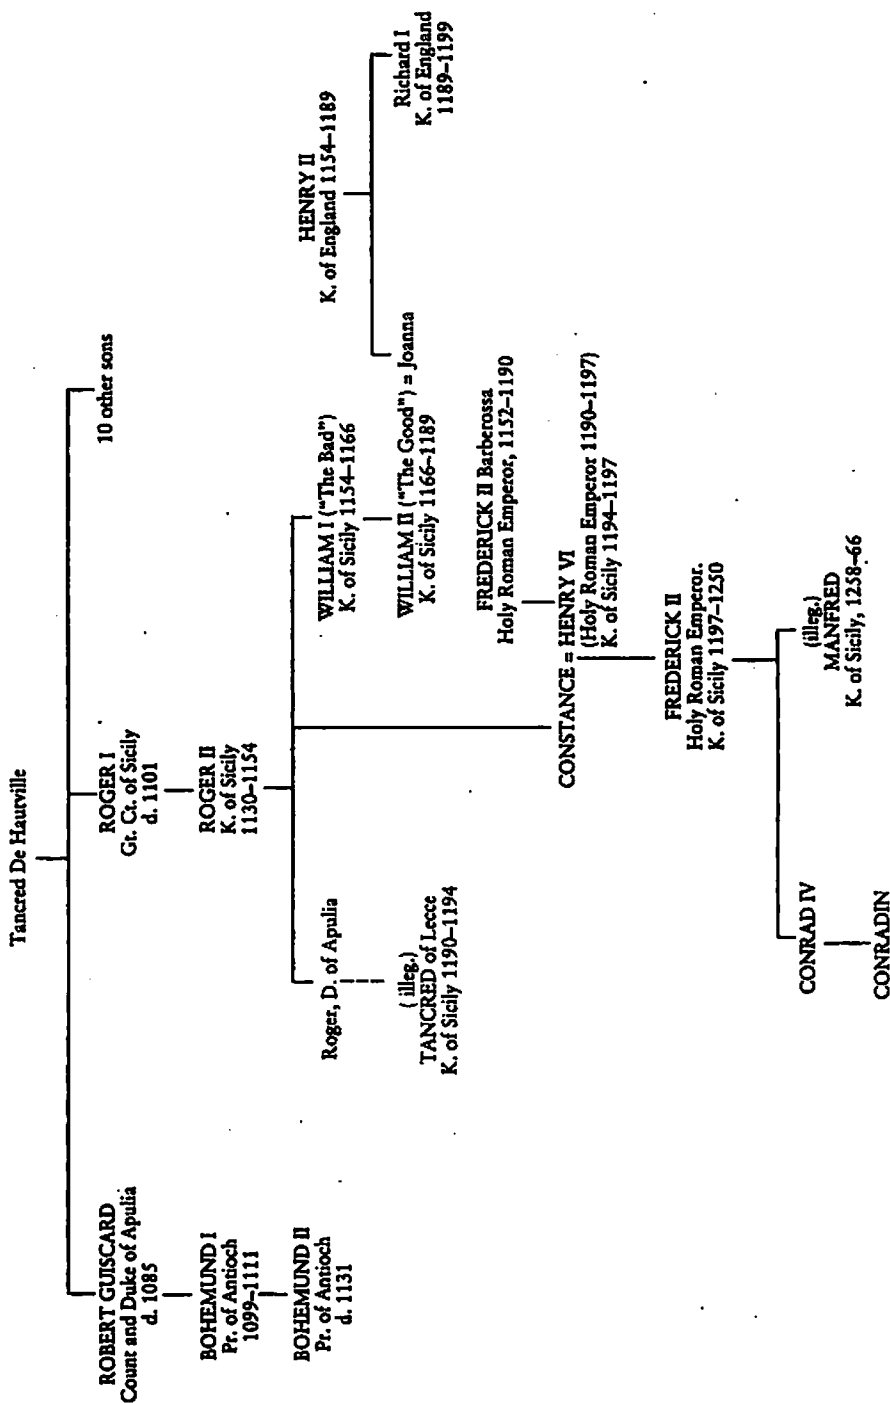 Tancred De Hautville
ROBERT GUISCARD
Count and Duke of Apulia
d. 1085
ROGER I
Gt. Ct. of Sicily
d. 1101
10 other sons
BOHEMUND I
Pr. of Antioch
1099–1111
ROGER II
K. of Sicily
1130–1154
BOHEMUND II
Pr. of Antioch
d. 1131
HENRY II
K. of England 1154–1189
Roger, D. of Apulia
WILLIAM I ("The Bad")
K. of Sicily 1154–1166
( illeg.)
TANCRED of Lecce
K. of Sicily 1190–1194
WILLIAM II ("The Good") = Joanna
K. of Sicily 1166–1189
Richard I
K. of England
1189–1199
FREDERICK II Barberossa
Holy Roman Emperor, 1152–1190
CONSTANCE = HENRY VI
(Holy Roman Emperor 1190–1197)
K. of Sicily 1194–1197
FREDERICK II
Holy Roman Emperor.
K. of Sicily 1197–1250
CONRAD IV
(illeg.)
MANFRED
K. of Sicily, 1258–66
CONRADIN